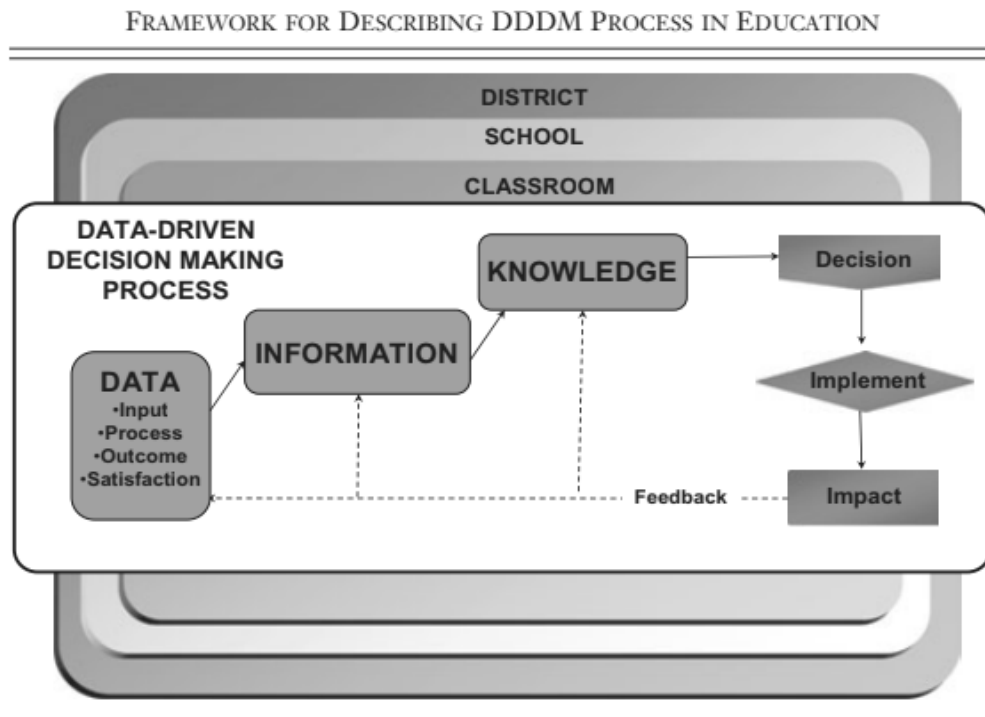 FRAMEWORK FOR DESCRIBING DDDM PROCESS IN EDUCATION
DISTRICT
SCHOOL
CLASSROOM
DATA-DRIVEN
DECISION MAKING
PROCESS
KNOWLEDGE
Decision
INFORMATION
DATA
•Input
•Process
•Outcome
•Satisfaction
Implement
Feedback
Impact